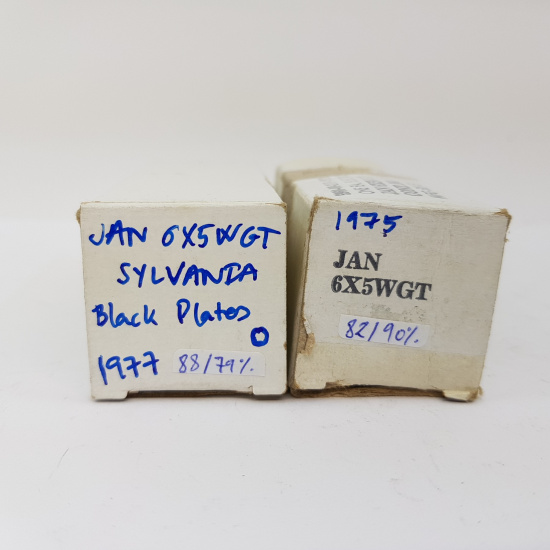 JAN 6X5WGT
SYLVANIA
Black Plates
O
1977 88/79%.
1975
JAN
6X5WGT
82/90%.